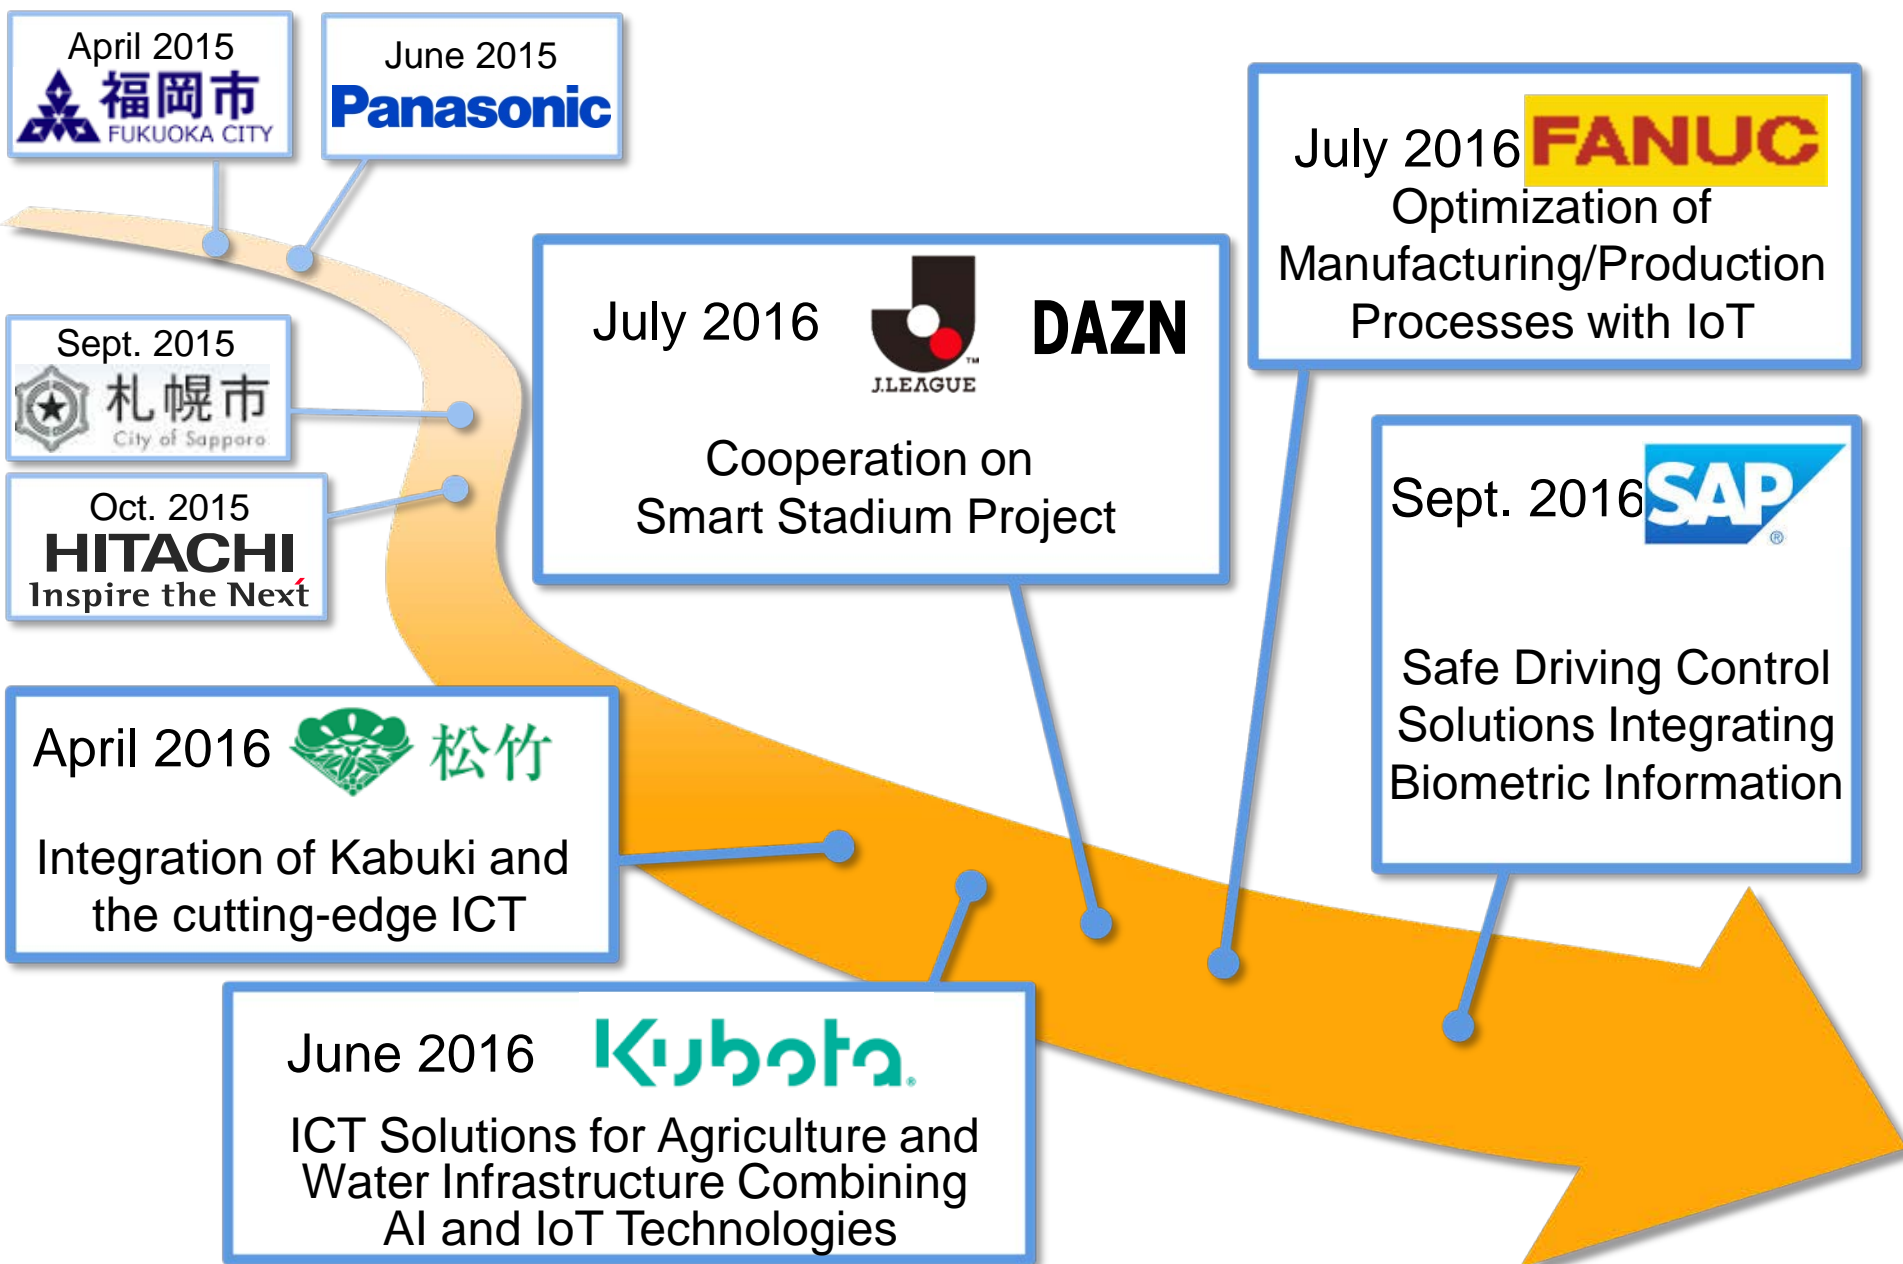 April 2015
福岡市
FUKUOKA CITY
June 2015
Panasonic
Sept. 2015
札幌市
City of Sapporo
Oct. 2015
HITACHI
Inspire the Next
April 2016 松竹
Integration of Kabuki and
the cutting-edge ICT
June 2016 Kubota®
ICT Solutions for Agriculture and
Water Infrastructure Combining
AI and IoT Technologies
July 2016 DAZN
TM
J.LEAGUE
Cooperation on
Smart Stadium Project
July 2016 FANUC
Optimization of
Manufacturing/Production
Processes with IoT
Sept. 2016 SAP®
Safe Driving Control
Solutions Integrating
Biometric Information